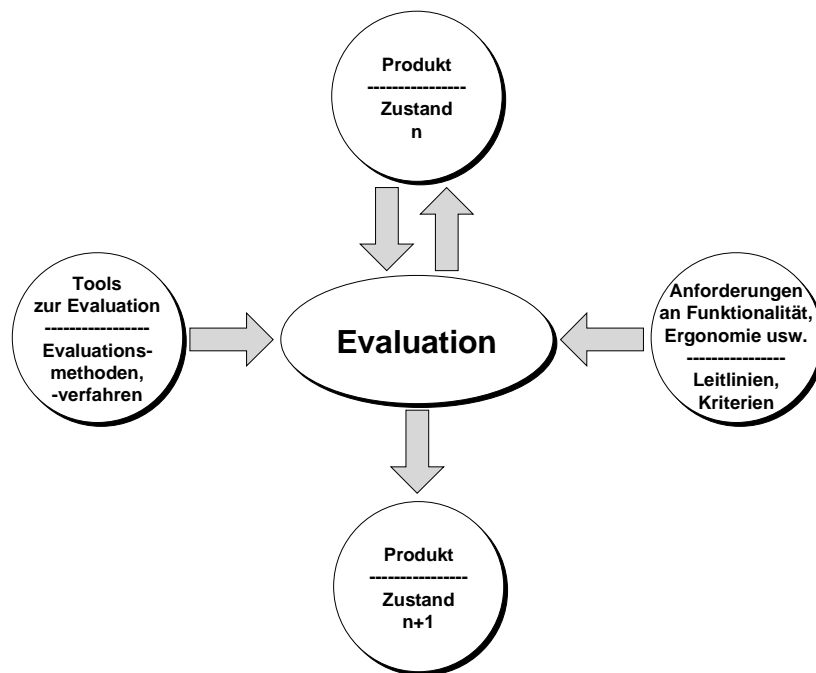 Produkt
----------------
Zustand
n
Tools
zur Evaluation
-----------------
Evaluations-
methoden,
-verfahren
Evaluation
Anforderungen
an Funktionalität,
Ergonomie usw.
----------------
Leitlinien,
Kriterien
Produkt
----------------
Zustand
n+1